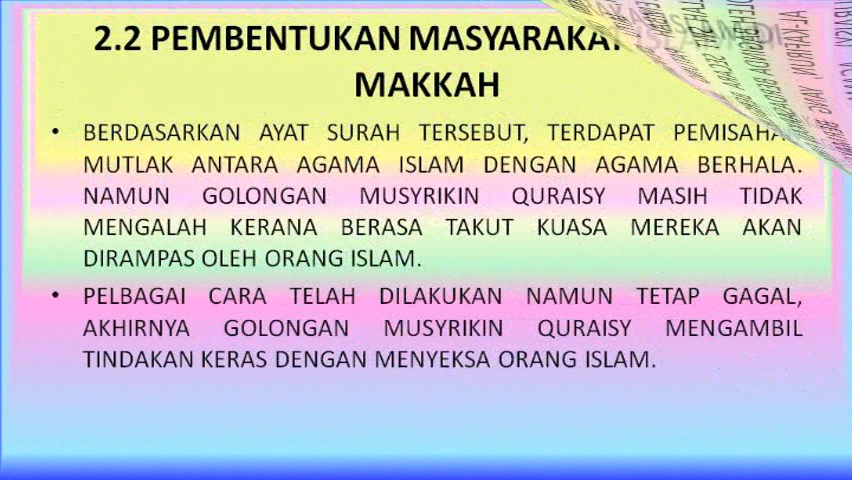 2.2 PEMBENTUKAN MASYARAKAT
MAKKAH
• BERDASARKAN AYAT SURAH TERSEBUT, TERDAPAT PEMISAHAN
MUTLAK ANTARA AGAMA ISLAM DENGAN AGAMA BERHALA.
NAMUN GOLONGAN MUSYRIKIN QURAISY MASIH TIDAK
MENGALAH KERANA BERASA TAKUT KUASA MEREKA AKAN
DIRAMPAS OLEH ORANG ISLAM.
• PELBAGAI CARA TELAH DILAKUKAN NAMUN TETAP GAGAL,
AKHIRNYA GOLONGAN MUSYRIKIN QURAISY MENGAMBIL
TINDAKAN KERAS DENGAN MENYEKSA ORANG ISLAM.